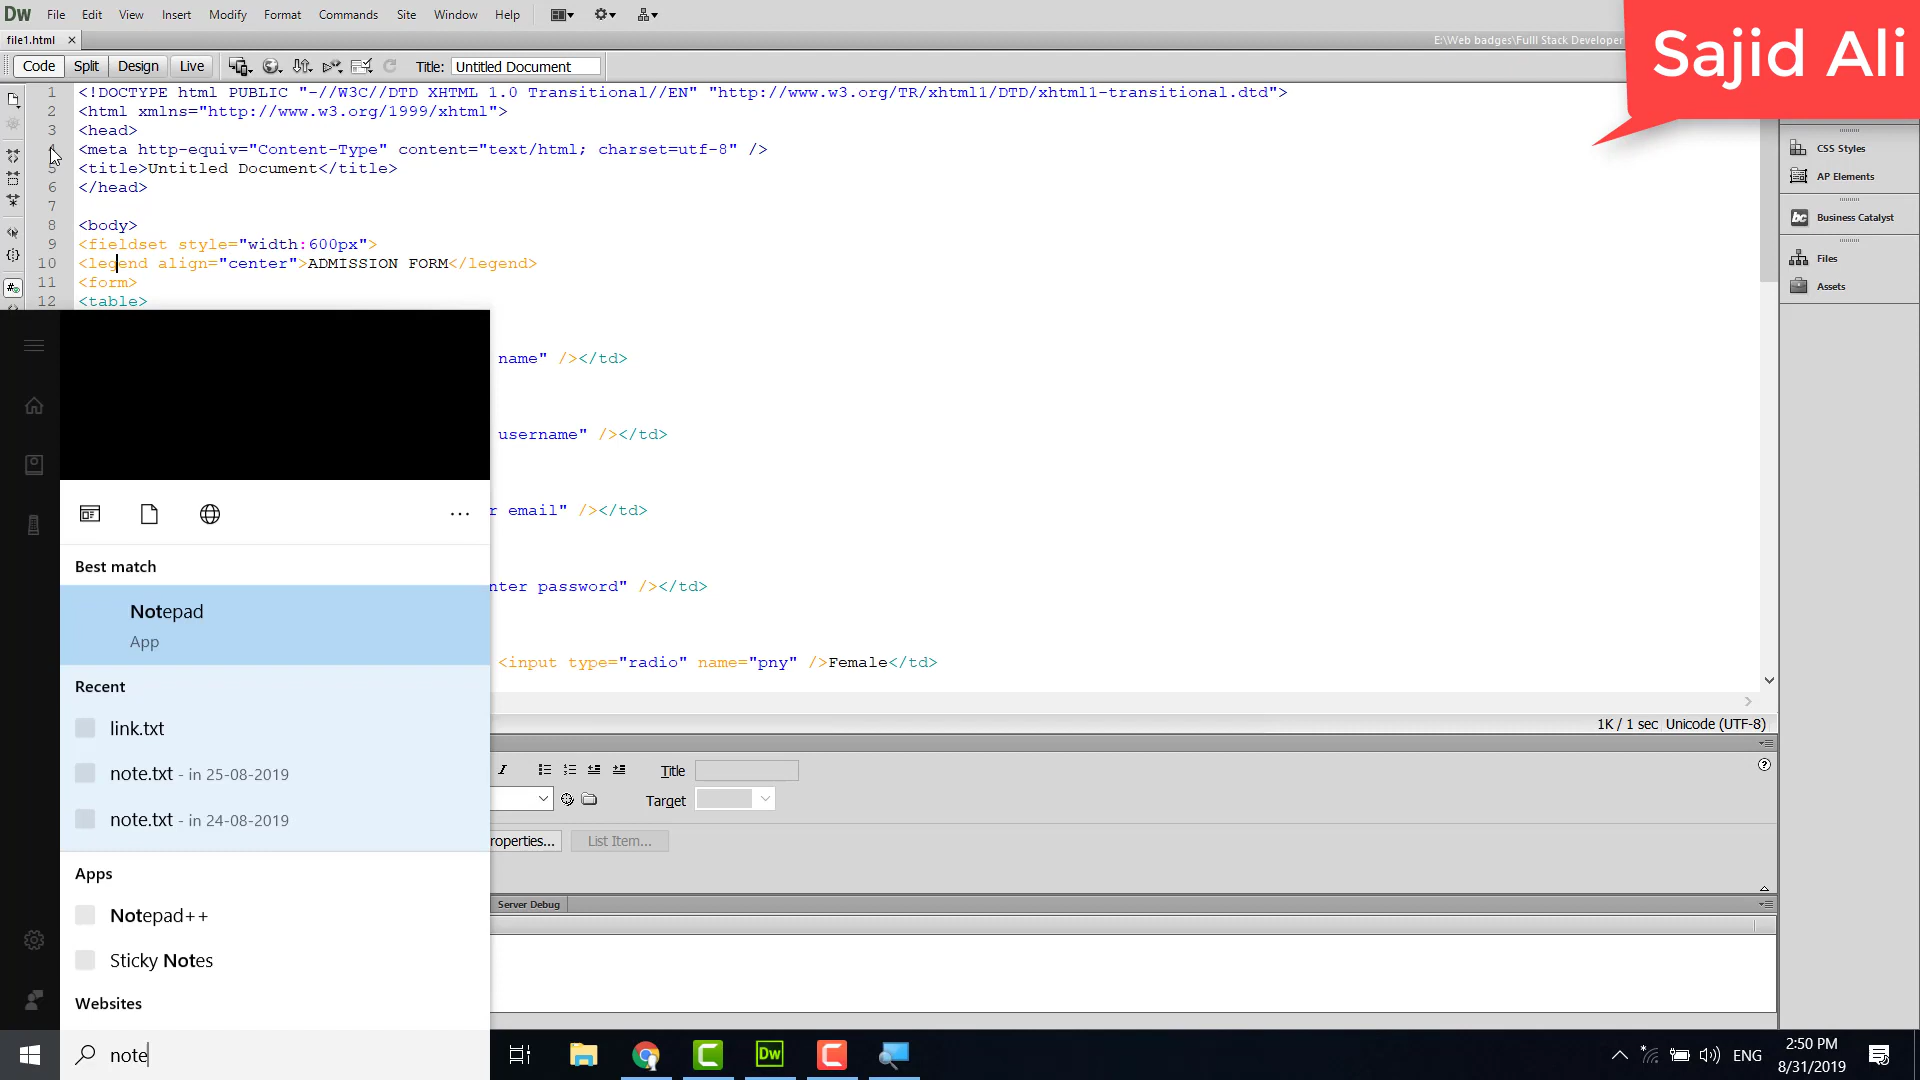 Dw File Edit View Insert Modify Format Commands Site Window Help
file1.html
E:\Web badges\Fulll Stack Developer
Sajid Ali
Code Split Design Live Title: Untitled Document
1 <!DOCTYPE html PUBLIC "-//W3C//DTD XHTML 1.0 Transitional//EN" "http://www.w3.org/TR/xhtml1/DTD/xhtml1-transitional.dtd">
2 <html xmlns="http://www.w3.org/1999/xhtml">
3 <head>
4 <meta http-equiv="Content-Type" content="text/html; charset=utf-8" />
5 <title>Untitled Document</title>
6 </head>
7
8 <body>
9 <fieldset style="width:600px">
10 <legend align="center">ADMISSION FORM</legend>
11 <form>
12 <table>
name" /></td>
username" /></td>
r email" /></td>
nter password" /></td>
<input type="radio" name="pny" />Female</td>
CSS Styles
AP Elements
bc Business Catalyst
Files
Assets
1K / 1 sec Unicode (UTF-8)
I Title
Target
roperties... List Item...
Server Debug
Best match
Notepad
App
Recent
link.txt
note.txt - in 25-08-2019
note.txt - in 24-08-2019
Apps
Notepad++
Sticky Notes
Websites
note
Dw
ENG
2:50 PM
8/31/2019